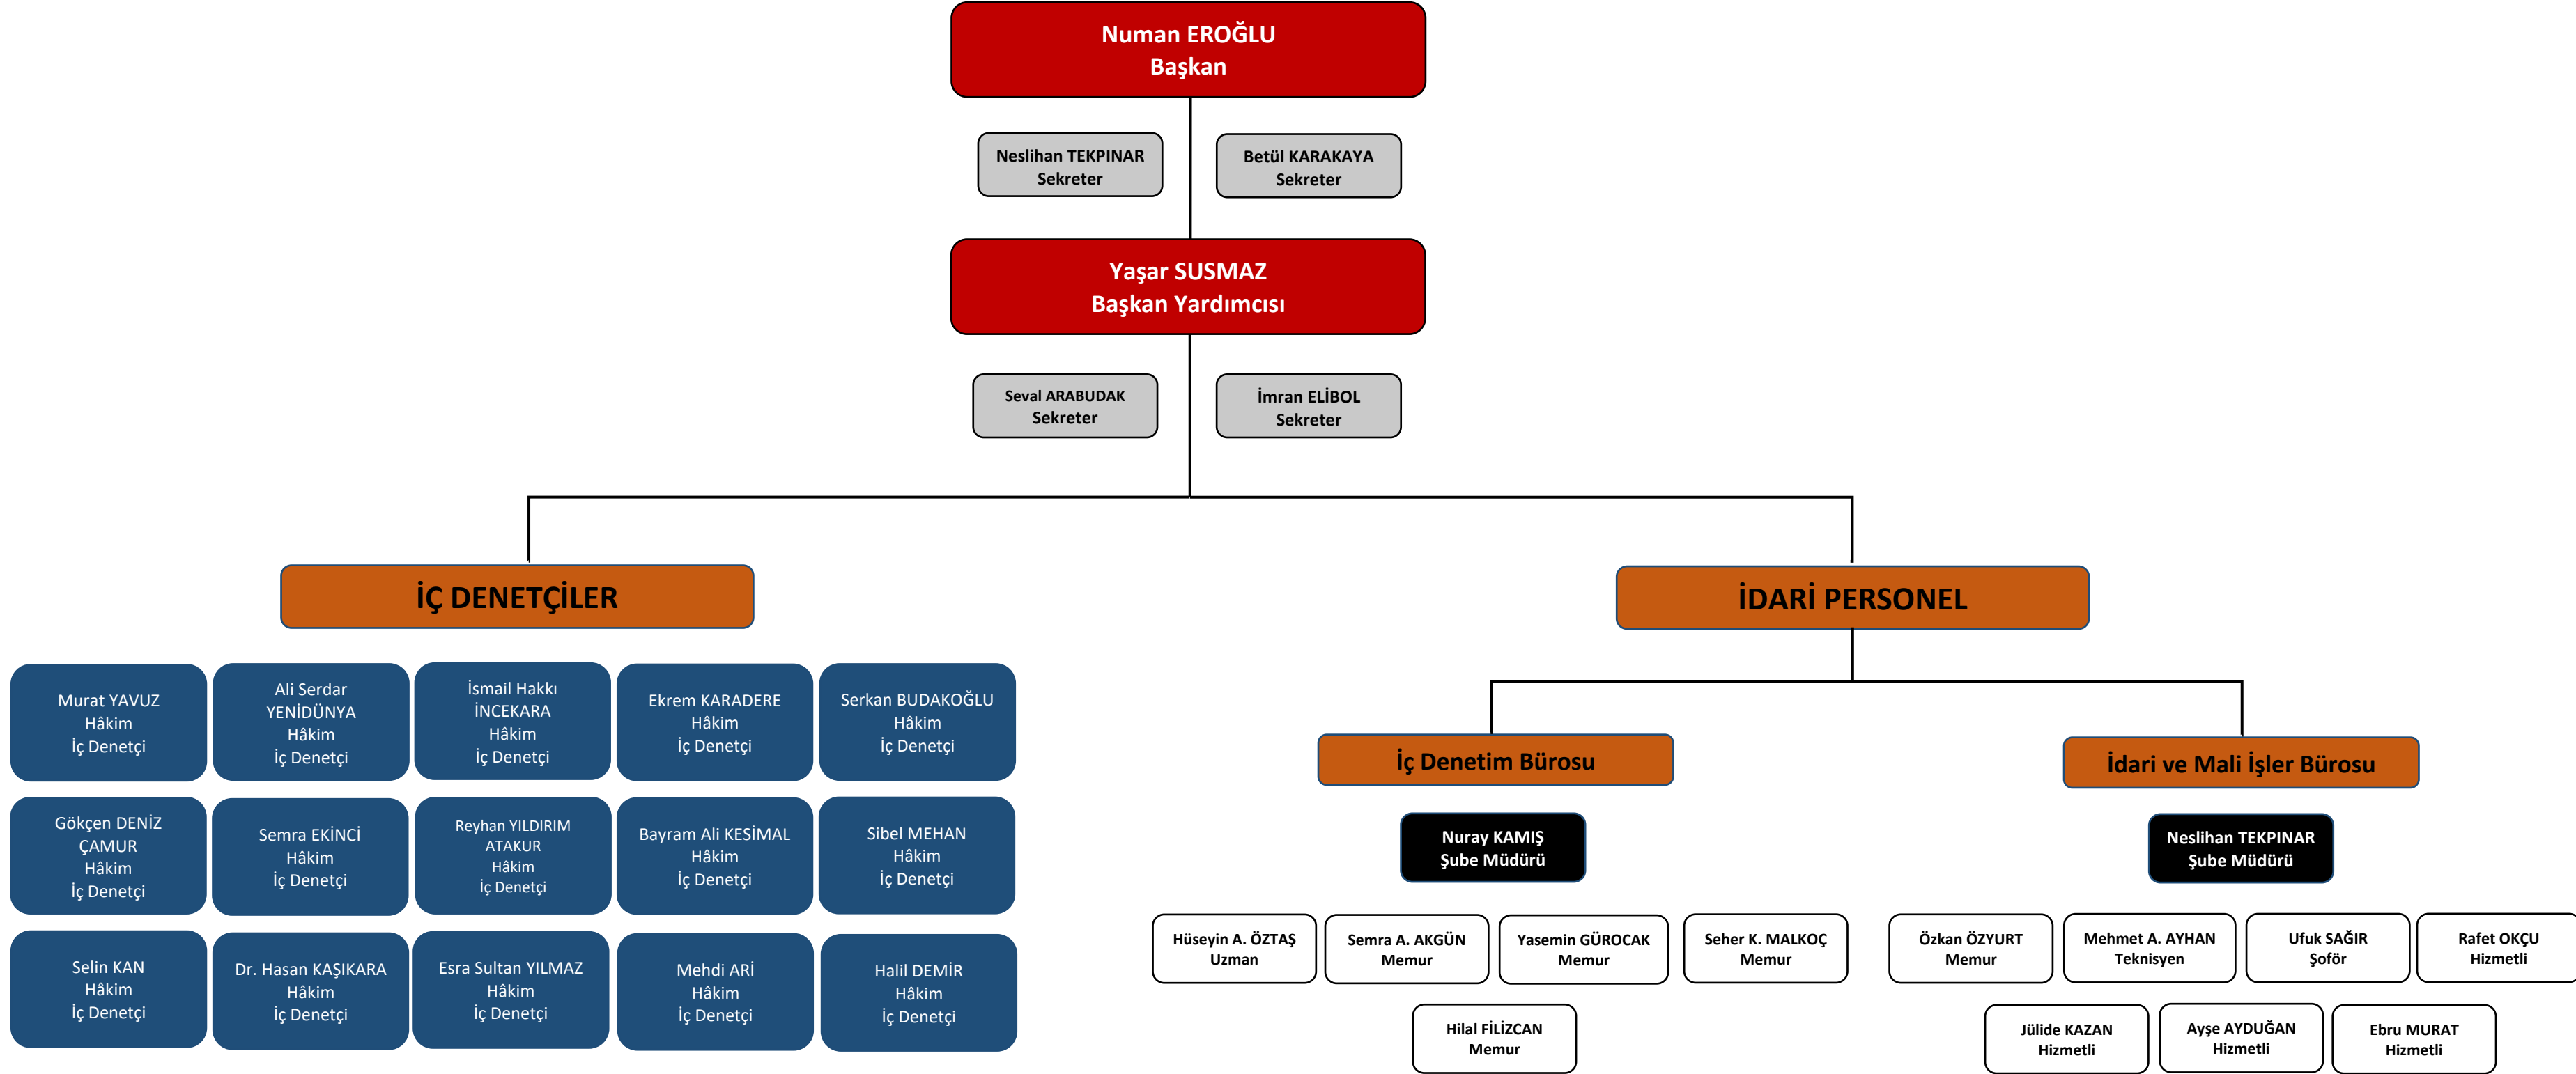 Numan EROĞLU
Başkan
Neslihan TEKPINAR
Sekreter
Betül KARAKAYA
Sekreter
Yaşar SUSMAZ
Başkan Yardımcısı
Seval ARABUDAK
Sekreter
İmran ELİBOL
Sekreter
İÇ DENETÇİLER
İDARİ PERSONEL
Murat YAVUZ
Hâkim
İç Denetçi
Ali Serdar
YENİDÜNYA
Hâkim
İç Denetçi
İsmail Hakkı
İNCEKARA
Hâkim
İç Denetçi
Ekrem KARADERE
Hâkim
İç Denetçi
Serkan BUDAKOĞLU
Hâkim
İç Denetçi
Gökçen DENİZ
ÇAMUR
Hâkim
İç Denetçi
Semra EKİNCİ
Hâkim
İç Denetçi
Reyhan YILDIRIM
ATAKUR
Hâkim
İç Denetçi
Bayram Ali KESİMAL
Hâkim
İç Denetçi
Sibel MEHAN
Hâkim
İç Denetçi
Selin KAN
Hâkim
İç Denetçi
Dr. Hasan KAŞIKARA
Hâkim
İç Denetçi
Esra Sultan YILMAZ
Hâkim
İç Denetçi
Mehdi ARİ
Hâkim
İç Denetçi
Halil DEMİR
Hâkim
İç Denetçi
İç Denetim Bürosu
Nuray KAMIŞ
Şube Müdürü
Hüseyin A. ÖZTAŞ
Uzman
Semra A. AKGÜN
Memur
Yasemin GÜROCAK
Memur
Seher K. MALKOÇ
Memur
Hilal FİLİZCAN
Memur
İdari ve Mali İşler Bürosu
Neslihan TEKPINAR
Şube Müdürü
Özkan ÖZYURT
Memur
Mehmet A. AYHAN
Teknisyen
Ufuk SAĞIR
Şoför
Rafet OKÇU
Hizmetli
Jülide KAZAN
Hizmetli
Ayşe AYDUĞAN
Hizmetli
Ebru MURAT
Hizmetli